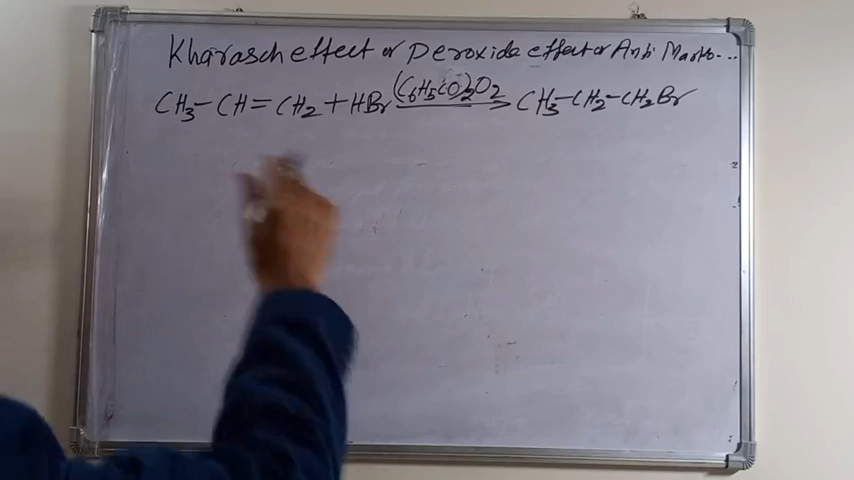 Kharasch effect or Peroxide effect or Anti Marko...
CH3-CH=CH2+HBr (C6H5CO)2O2 → CH3-CH2-CH2Br